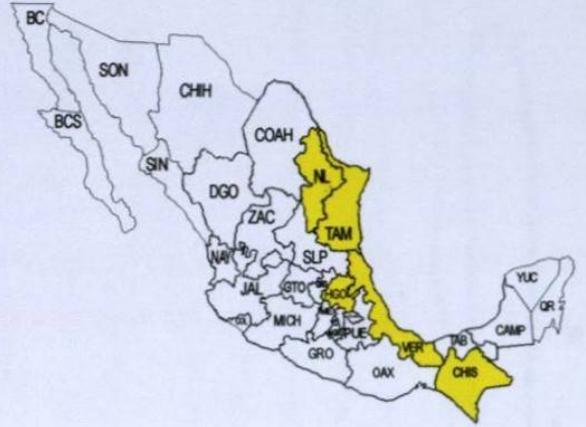 BC
SON
CHIH
BCS
COAH
SIN
NL
DGO
ZAC
TAM
NAY
SLP
JAL
GTO
HGO
MICH
PUE
VER
TAB
CAMP
YUC
QR
GRO
OAX
CHIS